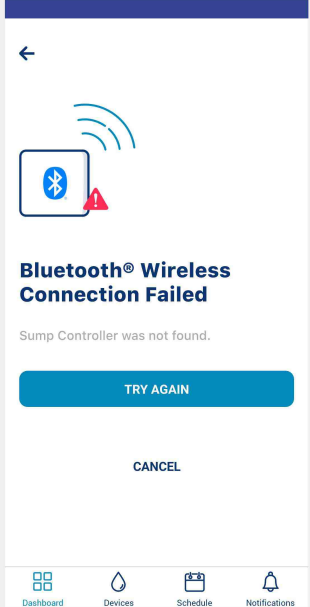 Bluetooth® Wireless
Connection Failed
Sump Controller was not found.
TRY AGAIN
CANCEL
Dashboard
Devices
Schedule
Notifications